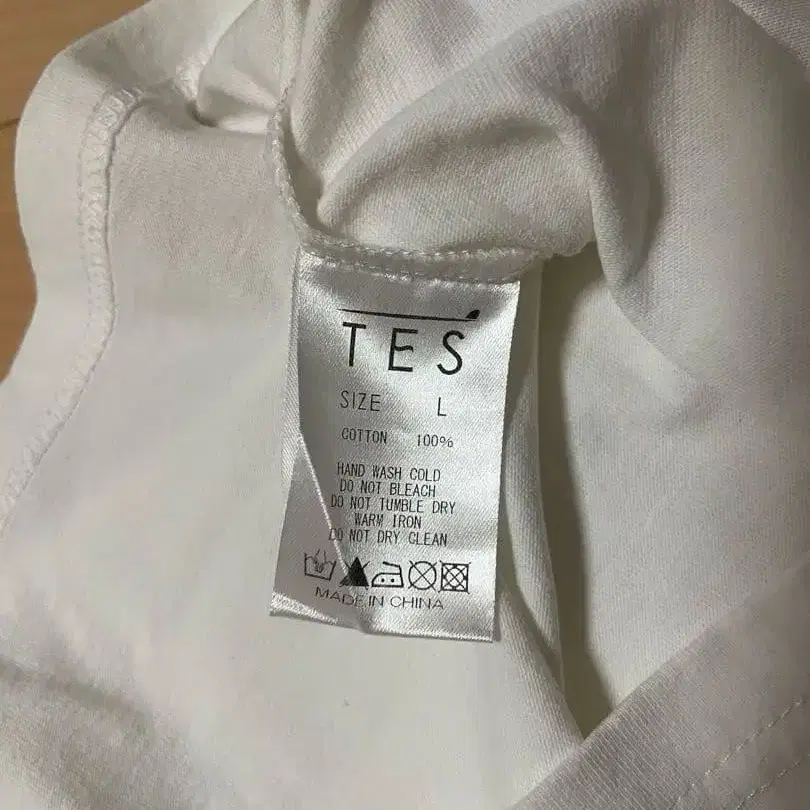 TES
SIZE L
COTTON 100%
HAND WASH COLD
DO NOT BLEACH
DO NOT TUMBLE DRY
WARM IRON
DO NOT DRY CLEAN
MADE IN CHINA